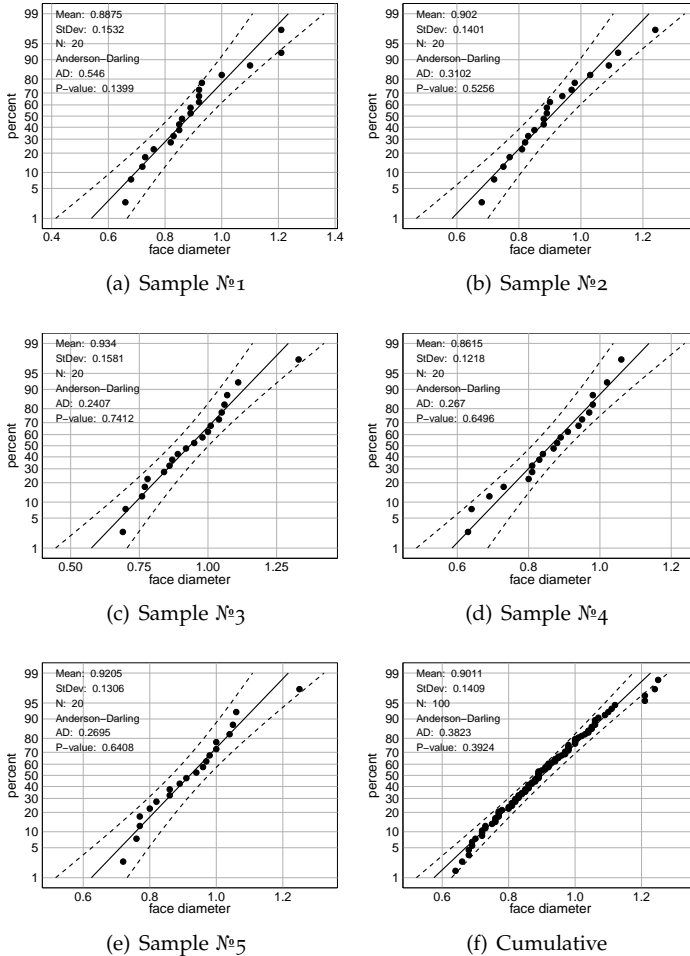 Mean: 0.8875
StDev: 0.1532
N: 20
Anderson-Darling
AD: 0.546
P-value: 0.1399
percent
99
95
90
80
70
60
50
40
30
20
10
5
1
0.4 0.6 0.8 1.0 1.2 1.4
face diameter
(a) Sample №1
Mean: 0.902
StDev: 0.1401
N: 20
Anderson-Darling
AD: 0.3102
P-value: 0.5256
percent
99
95
90
80
70
60
50
40
30
20
10
5
1
0.6 0.8 1.0 1.2
face diameter
(b) Sample №2
Mean: 0.934
StDev: 0.1581
N: 20
Anderson-Darling
AD: 0.2407
P-value: 0.7412
percent
99
95
90
80
70
60
50
40
30
20
10
5
1
0.50 0.75 1.00 1.25
face diameter
(c) Sample №3
Mean: 0.8615
StDev: 0.1218
N: 20
Anderson-Darling
AD: 0.267
P-value: 0.6496
percent
99
95
90
80
70
60
50
40
30
20
10
5
1
0.6 0.8 1.0 1.2
face diameter
(d) Sample №4
Mean: 0.9205
StDev: 0.1306
N: 20
Anderson-Darling
AD: 0.2695
P-value: 0.6408
percent
99
95
90
80
70
60
50
40
30
20
10
5
1
0.6 0.8 1.0 1.2
face diameter
(e) Sample №5
Mean: 0.9011
StDev: 0.1409
N: 100
Anderson-Darling
AD: 0.3823
P-value: 0.3924
percent
99
95
90
80
70
60
50
40
30
20
10
5
1
0.6 0.8 1.0 1.2
face diameter
(f) Cumulative